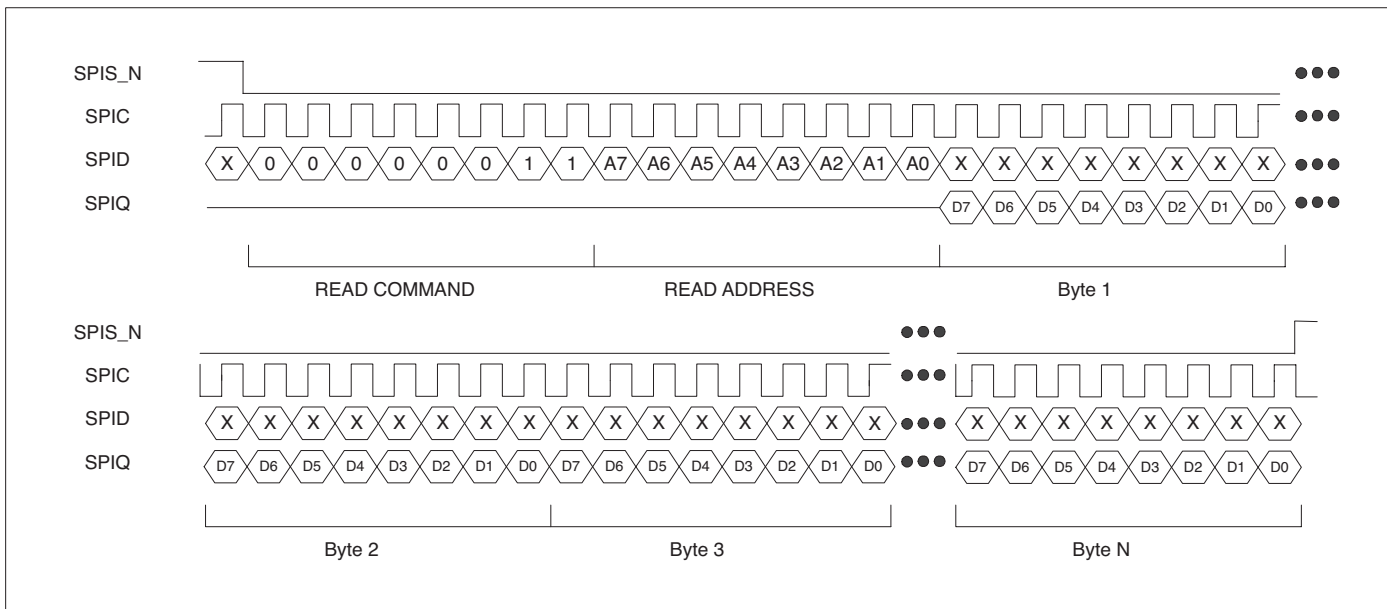 SPIS_N
SPIC
SPID X 0 0 0 0 0 0 1 1 A7 A6 A5 A4 A3 A2 A1 A0 X X X X X X X X
SPIQ D7 D6 D5 D4 D3 D2 D1 D0
READ COMMAND READ ADDRESS Byte 1
SPIS_N
SPIC
SPID X X X X X X X X X X X X X X X X X X X X X X X X
SPIQ D7 D6 D5 D4 D3 D2 D1 D0 D7 D6 D5 D4 D3 D2 D1 D0 D7 D6 D5 D4 D3 D2 D1 D0
Byte 2 Byte 3 Byte N